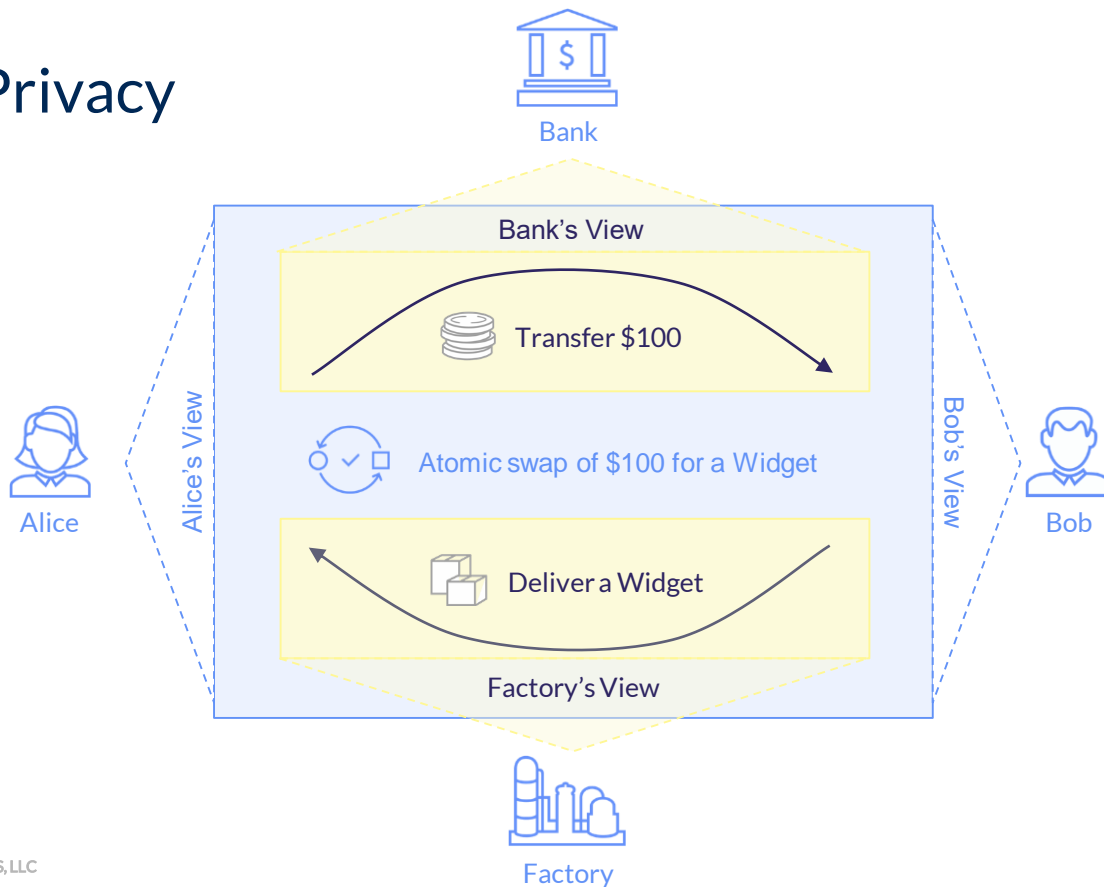 Privacy
$
Bank
Bank's View
Transfer $100
Alice's View
Bob's View
Atomic swap of $100 for a Widget
Alice
Bob
Deliver a Widget
Factory's View
Factory
S, LLC